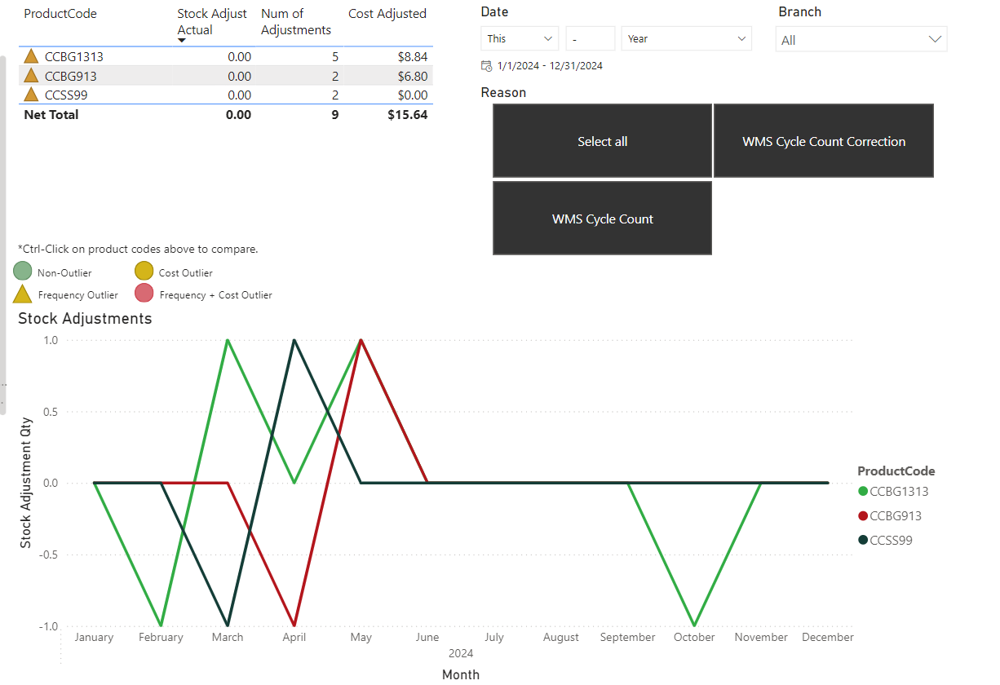 ProductCode Stock Adjust Actual Num of Adjustments Cost Adjusted
CCBG1313 0.00 5 $8.84
CCBG913 0.00 2 $6.80
CCSS99 0.00 2 $0.00
Net Total 0.00 9 $15.64
Date
This - Year
1/1/2024 - 12/31/2024
Branch
All
Reason
Select all
WMS Cycle Count Correction
WMS Cycle Count
*Ctrl-Click on product codes above to compare.
Non-Outlier Cost Outlier
Frequency Outlier Frequency + Cost Outlier
Stock Adjustments
Stock Adjustment Qty
1.0
0.5
0.0
-0.5
-1.0
January February March April May June July August September October November December
2024
Month
ProductCode
CCBG1313
CCBG913
CCSS99